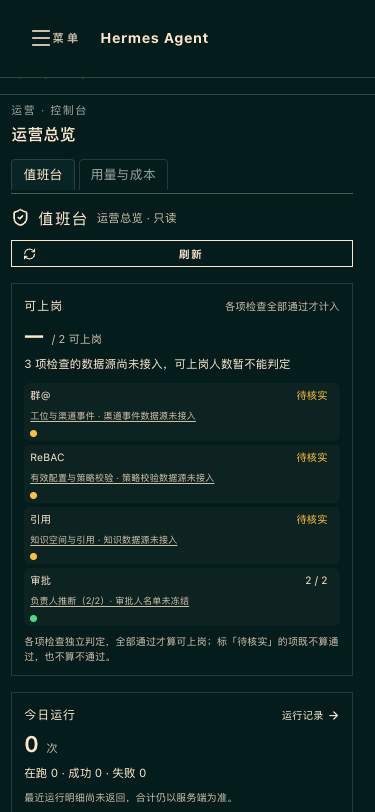 菜单 Hermes Agent
运营 · 控制台
运营总览
值班台 用量与成本
值班台 运营总览 · 只读
刷新
可上岗 各项检查全部通过才计入
— / 2 可上岗
3 项检查的数据源尚未接入，可上岗人数暂不能判定
群@ 待核实
工位与渠道事件 · 渠道事件数据源未接入
ReBAC 待核实
有效配置与策略校验 · 策略校验数据源未接入
引用 待核实
知识空间与引用 · 知识数据源未接入
审批 2 / 2
负责人推断（2/2）· 审批人名单未冻结
各项检查独立判定，全部通过才算可上岗；标「待核实」的项既不算通
过，也不算不通过。
今日运行 运行记录 →
0 次
在跑 0 · 成功 0 · 失败 0
最近运行明细尚未返回，合计仍以服务端为准。